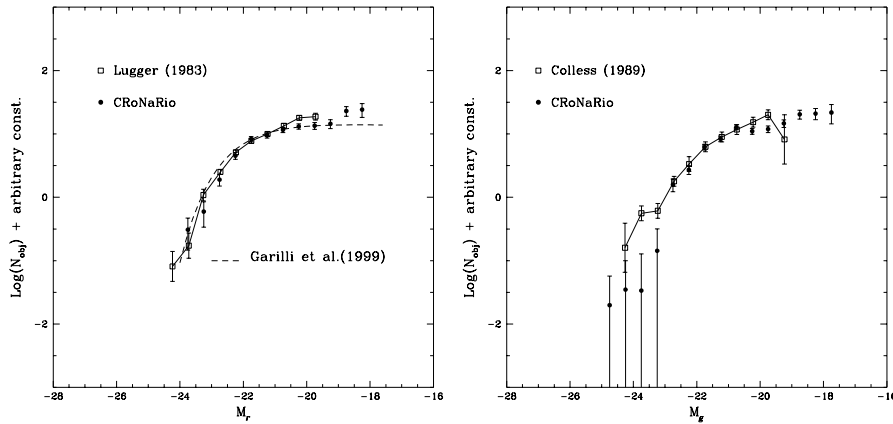 2
0
-2
Log(N_obj) + arbitrary const.
Lugger (1983)
CRoNaRio
Garilli et al.(1999)
-28 -26 -24 -22 -20 -18 -16
M_r
2
0
-2
Log(N_obj) + arbitrary const.
Colless (1989)
CRoNaRio
-28 -26 -24 -22 -20 -18 -16
M_g